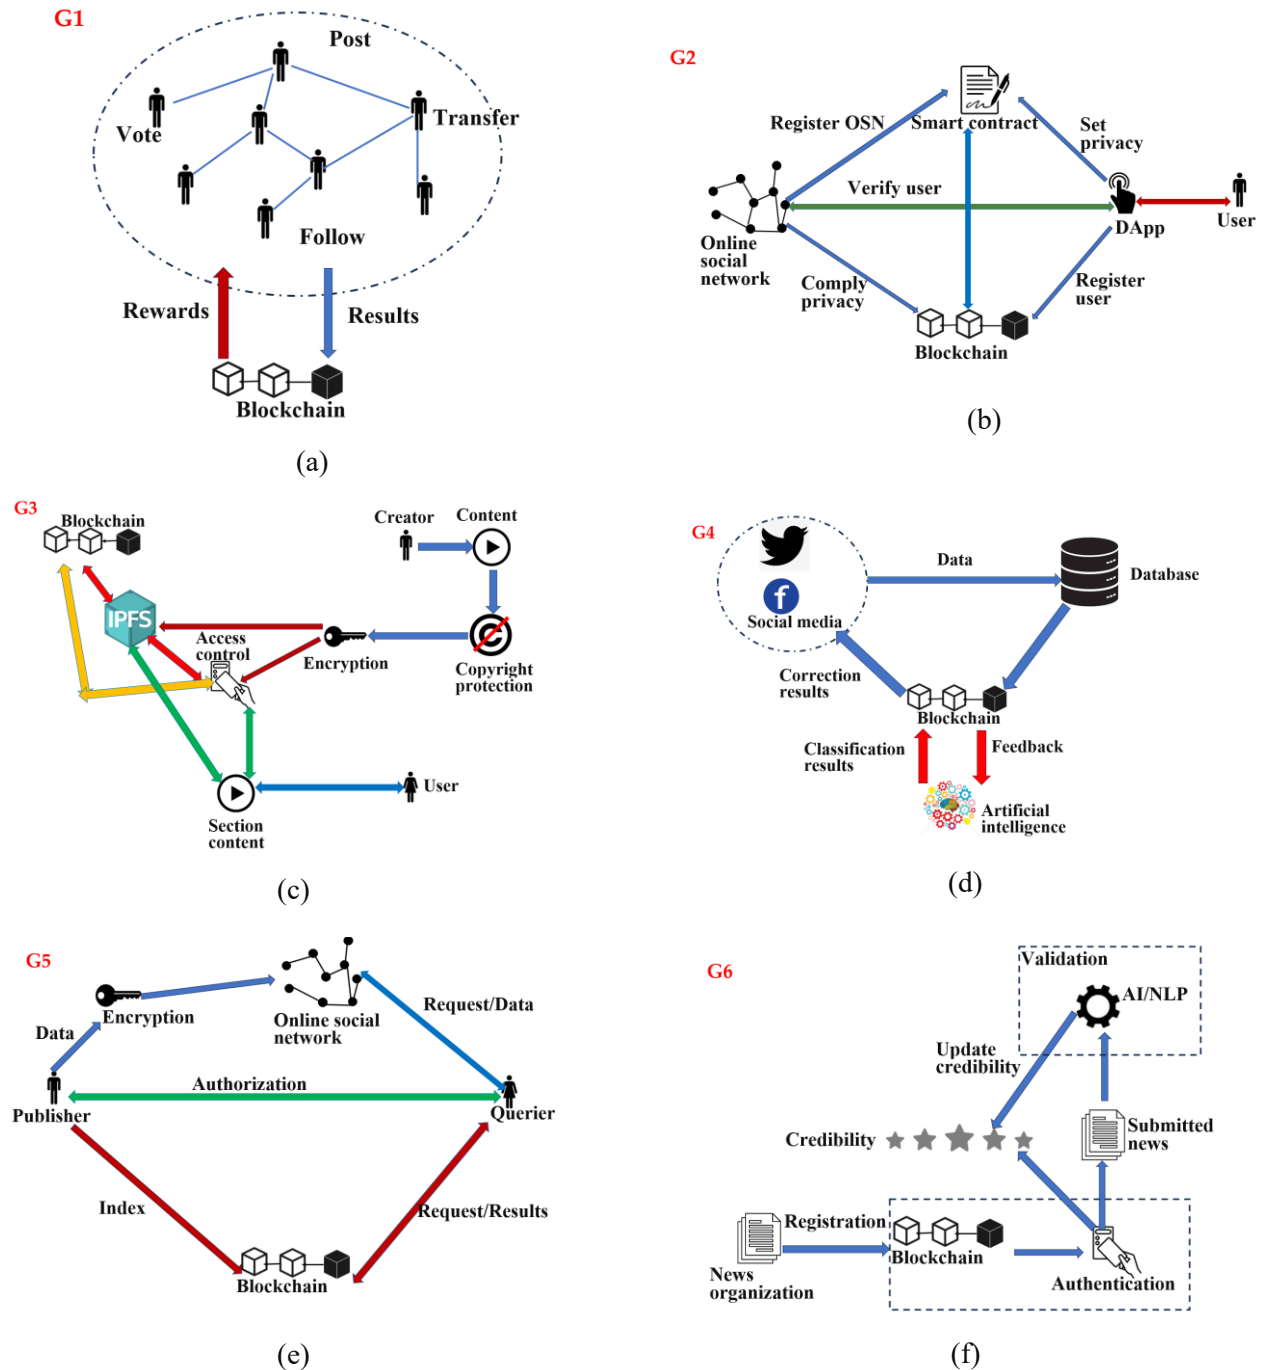 G1
Post
Vote
Transfer
Follow
Rewards
Results
Blockchain
(a)
G2
Register OSN
Smart contract
Set
privacy
Verify user
Online
social
network
DApp
User
Comply
privacy
Register
user
Blockchain
(b)
G3
Blockchain
Creator
Content
IPFS
Access
control
Encryption
C
Copyright
protection
User
Section
content
(c)
G4
Data
Database
f
Social media
Correction
results
Blockchain
Classification
results
Feedback
Artificial
intelligence
(d)
G5
Encryption
Online social
network
Request/Data
Data
Authorization
Publisher
Querier
Index
Request/Results
Blockchain
(e)
G6
Validation
AI/NLP
Update
credibility
Credibility
Submitted
news
Registration
Blockchain
News
organization
Authentication
(f)